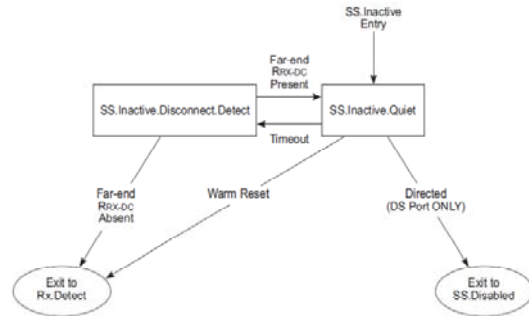 SS.Inactive
Entry
Far-end
RRX-DC
Present
SS.Inactive.Disconnect.Detect
SS.Inactive.Quiet
Timeout
Far-end
RRX-DC
Absent
Warm Reset
Directed
(DS Port ONLY)
Exit to
Rx.Detect
Exit to
SS.Disabled